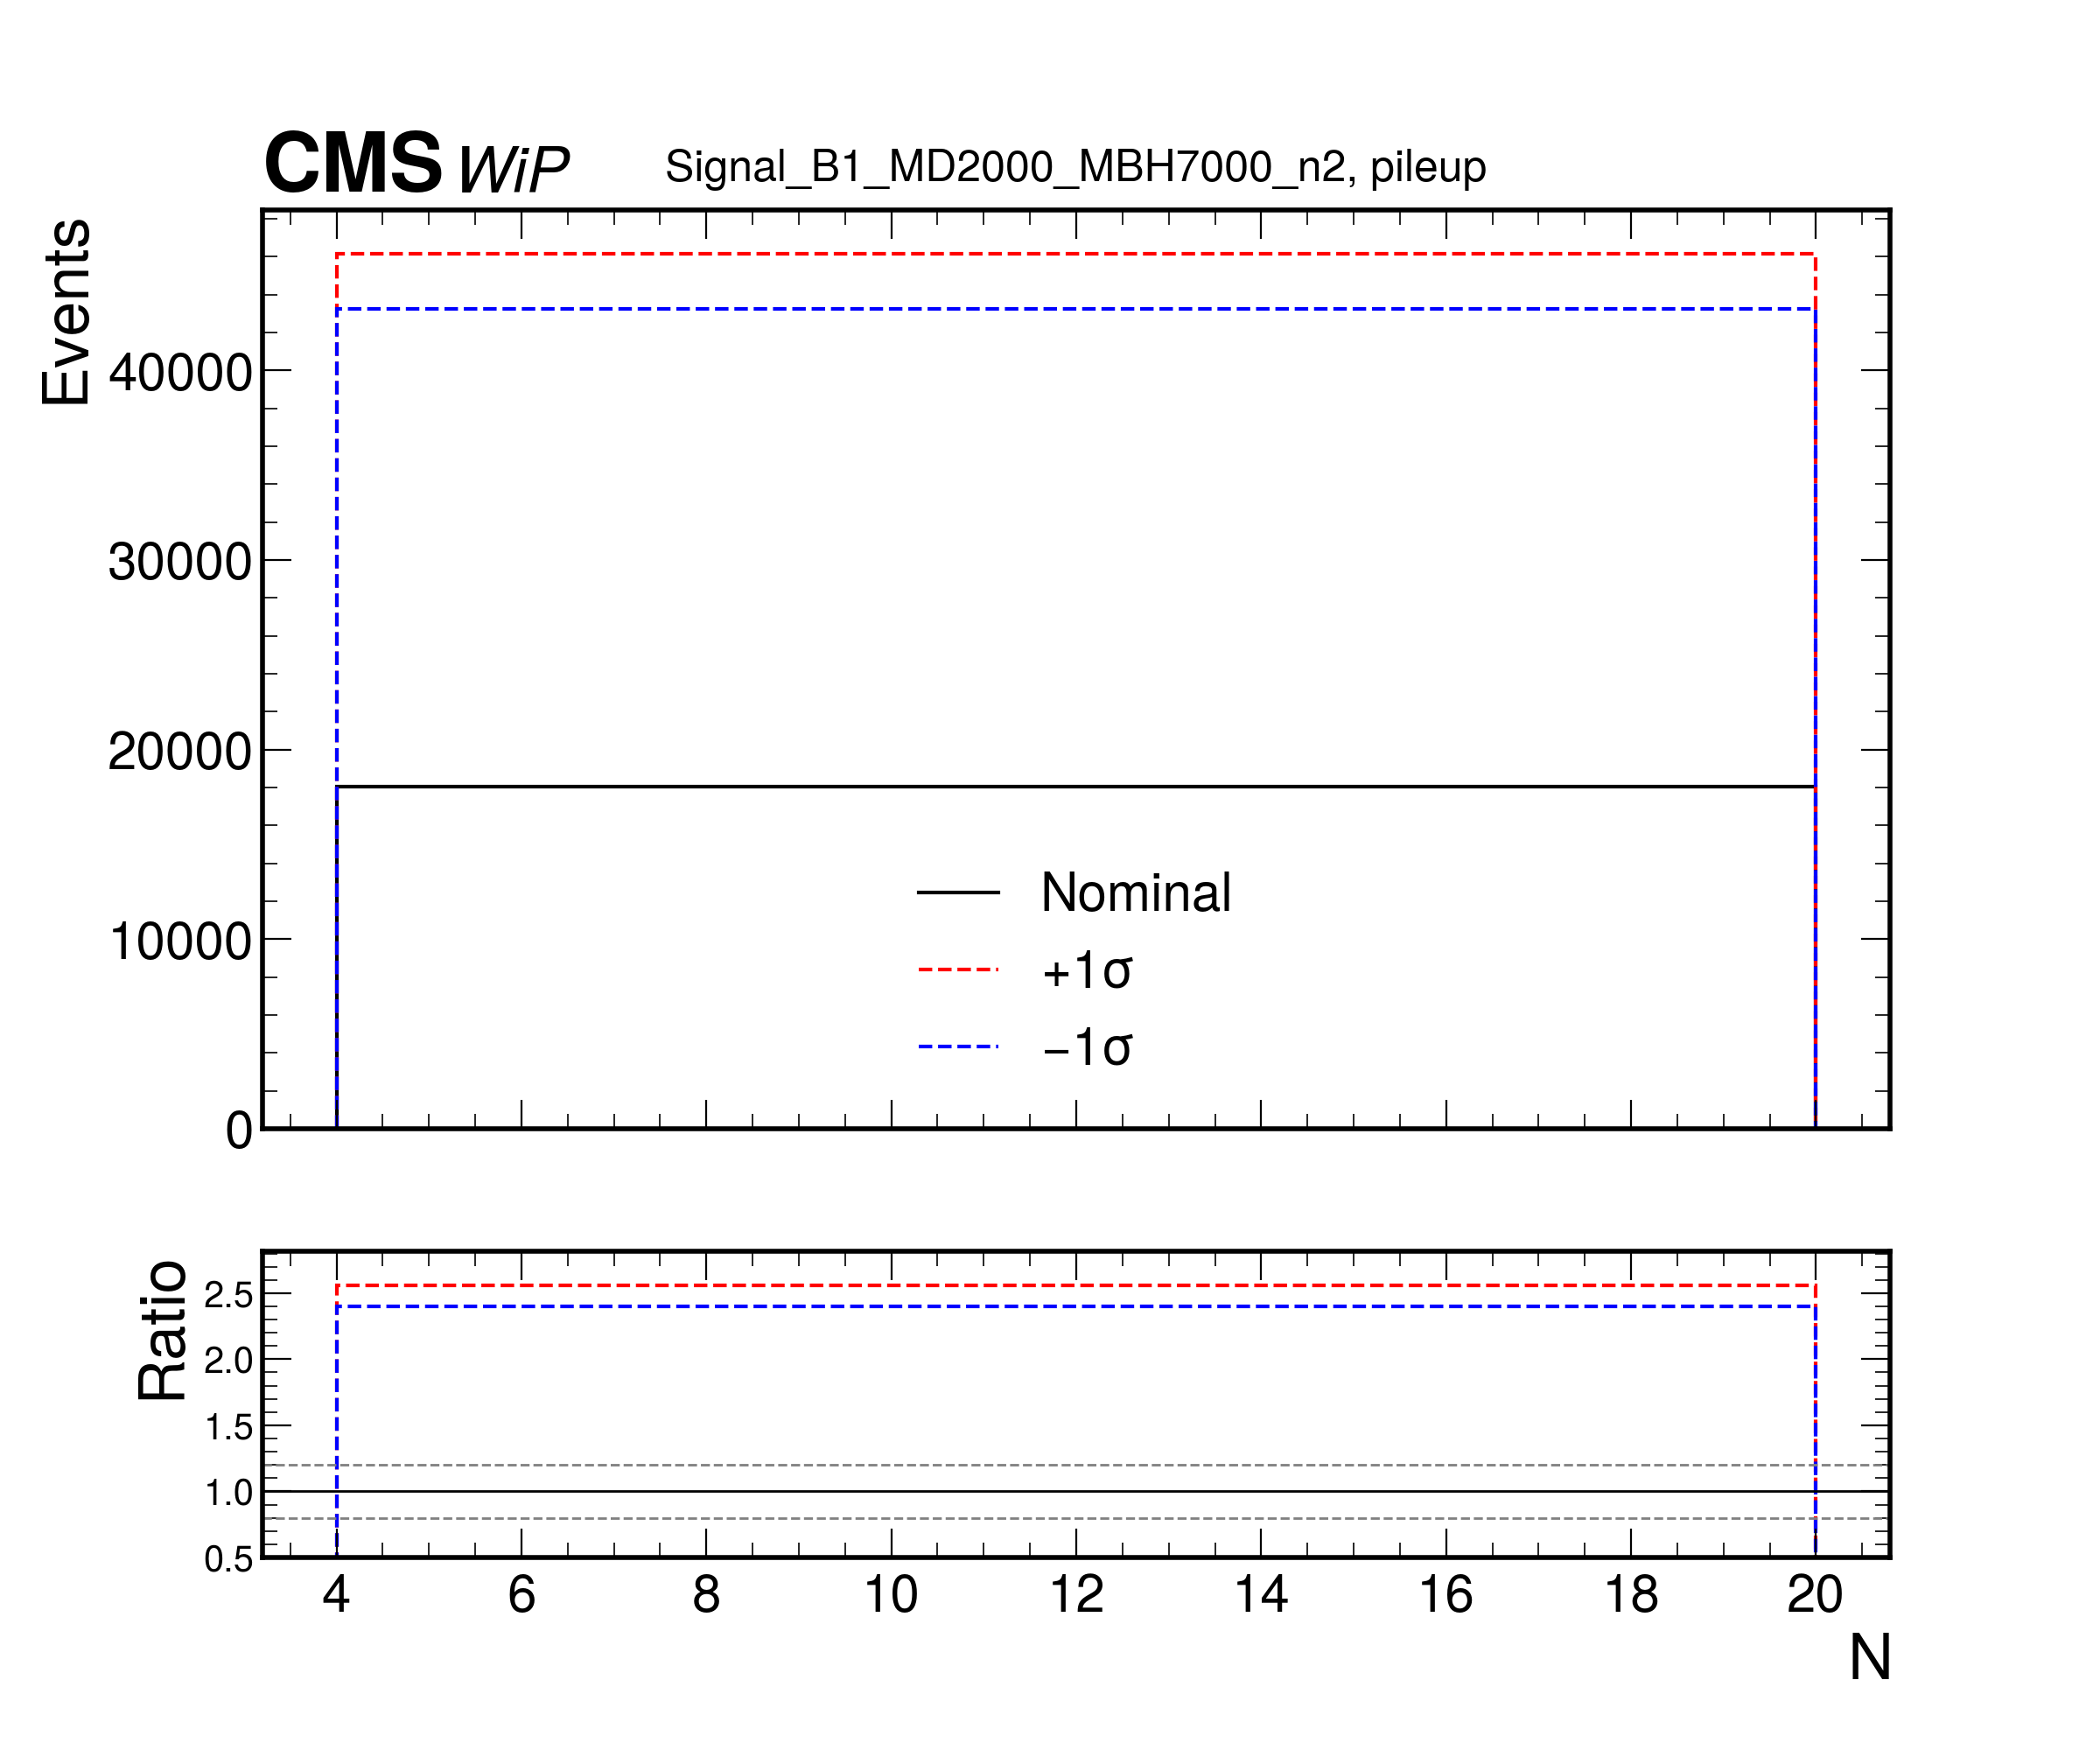 CMS WiP Signal_B1_MD2000_MBH7000_n2, pileup
Events
40000
30000
20000
10000
0
Nominal
+1σ
−1σ
Ratio
2.5
2.0
1.5
1.0
0.5
4 6 8 10 12 14 16 18 20
N